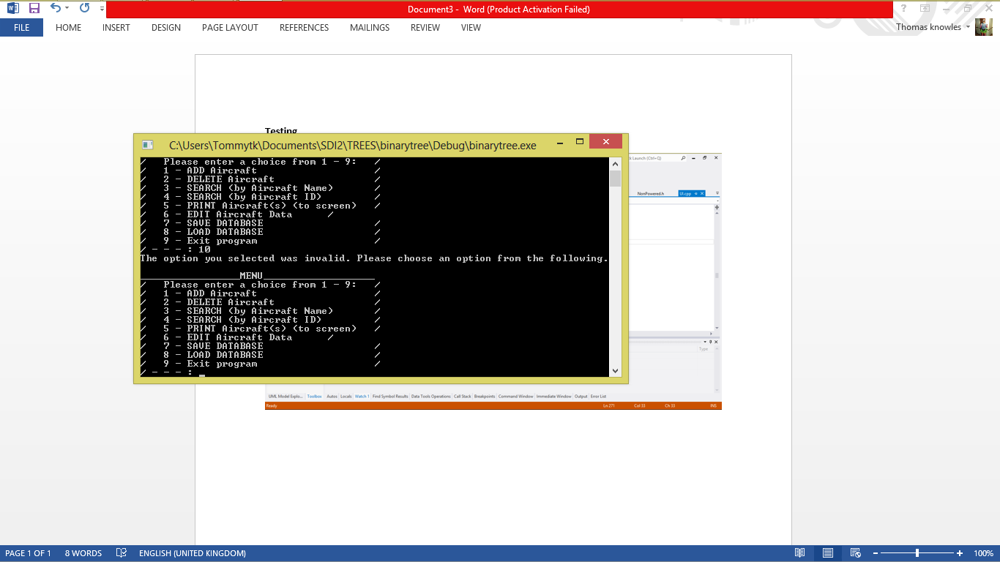 Document3 - Word (Product Activation Failed)
FILE HOME INSERT DESIGN PAGE LAYOUT REFERENCES MAILINGS REVIEW VIEW
Thomas knowles
Testing
C:\Users\Tommytk\Documents\SDI2\TREES\binarytree\Debug\binarytree.exe
/ Please enter a choice from 1 - 9: /
/ 1 - ADD Aircraft /
/ 2 - DELETE Aircraft /
/ 3 - SEARCH (by Aircraft Name) /
/ 4 - SEARCH (by Aircraft ID) /
/ 5 - PRINT Aircraft(s) (to screen) /
/ 6 - EDIT Aircraft Data /
/ 7 - SAVE DATABASE /
/ 8 - LOAD DATABASE /
/ 9 - Exit program /
/ - - - : 10
The option you selected was invalid. Please choose an option from the following.
_________________MENU___________________
/ Please enter a choice from 1 - 9: /
/ 1 - ADD Aircraft /
/ 2 - DELETE Aircraft /
/ 3 - SEARCH (by Aircraft Name) /
/ 4 - SEARCH (by Aircraft ID) /
/ 5 - PRINT Aircraft(s) (to screen) /
/ 6 - EDIT Aircraft Data /
/ 7 - SAVE DATABASE /
/ 8 - LOAD DATABASE /
/ 9 - Exit program /
/ - - - : _
Launch (Ctrl+Q)
NonPowered.h UI.cpp
Type
UML Model Explo... Toolbox Autos Locals Watch 1 Find Symbol Results Data Tools Operations Call Stack Breakpoints Command Window Immediate Window Output Error List
Ready Ln 271 Col 33 Ch 33 INS
PAGE 1 OF 1 8 WORDS ENGLISH (UNITED KINGDOM) 100%